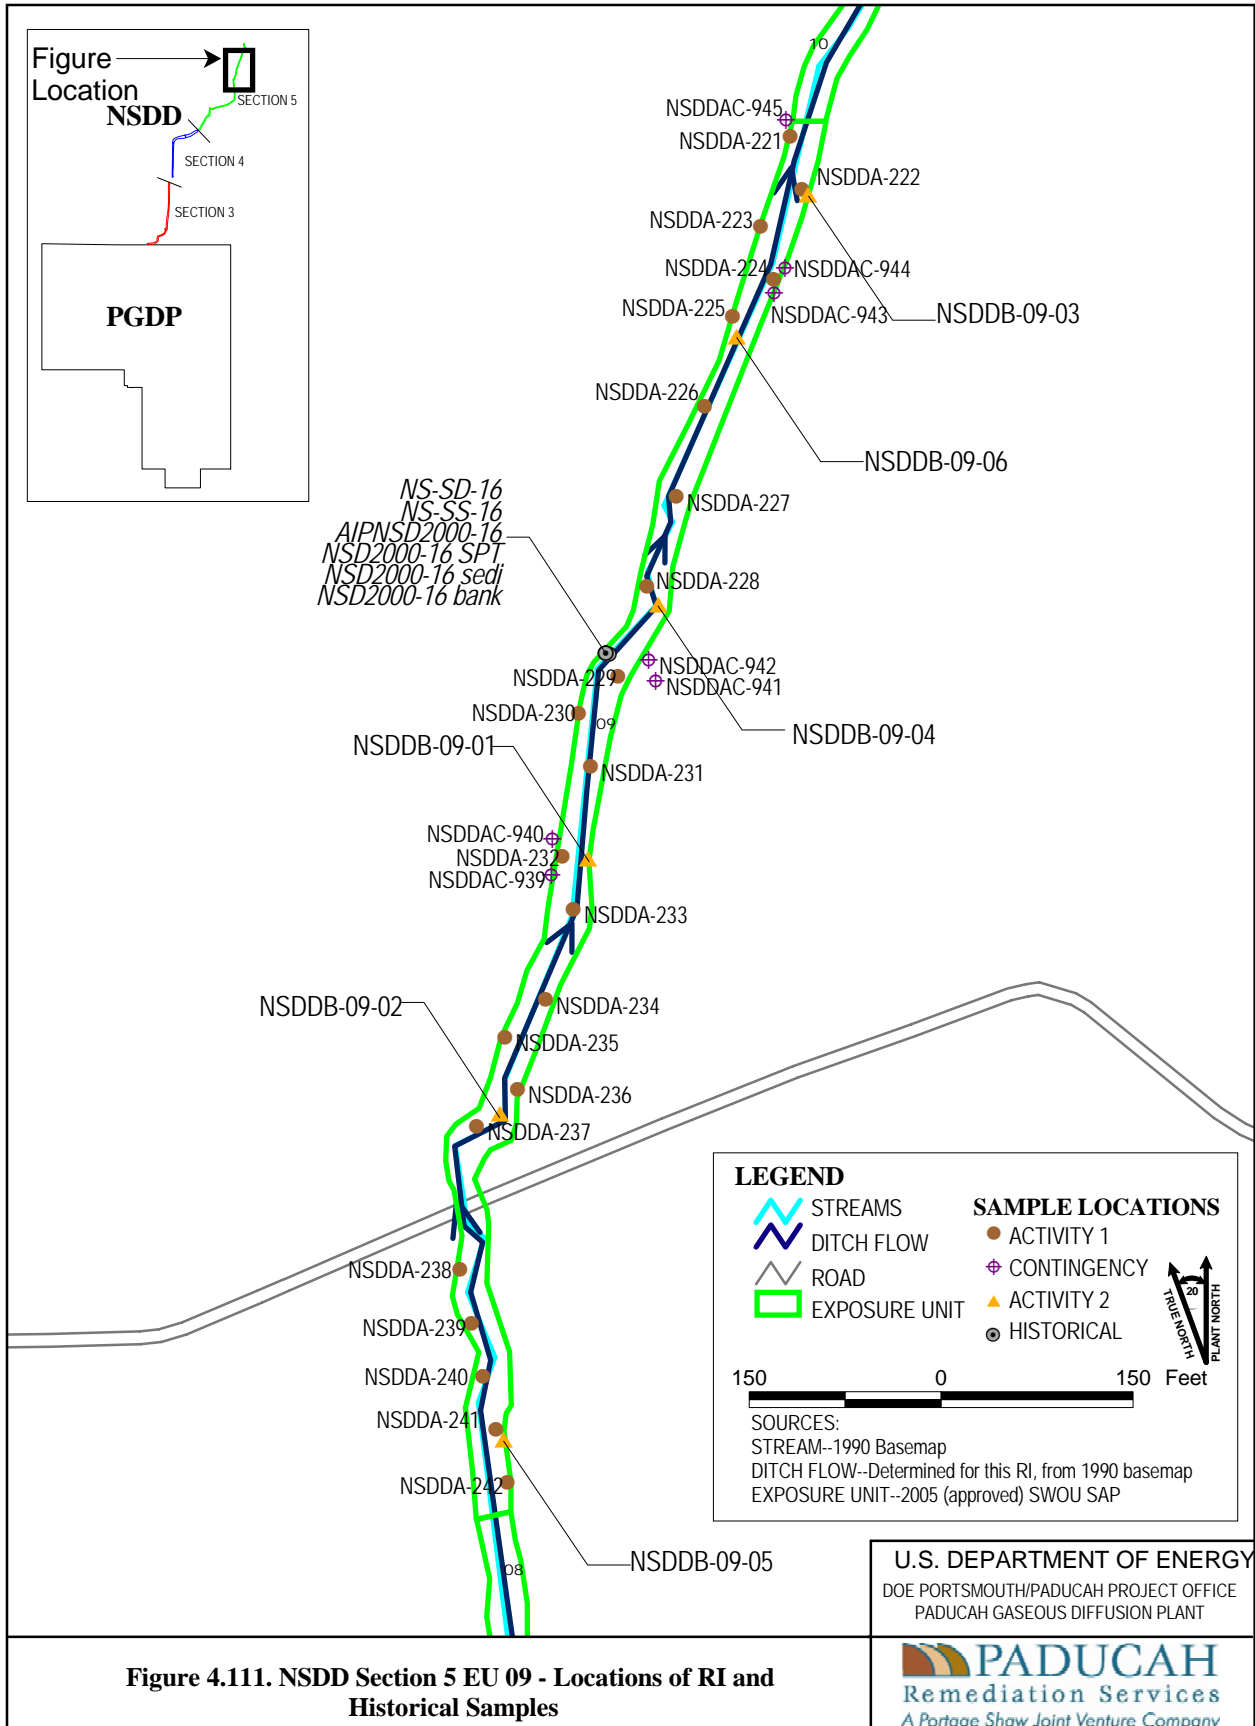 Figure
Location
NSDD
SECTION 5
SECTION 4
SECTION 3
PGDP
10
NSDDAC-945
NSDDA-221
NSDDA-222
NSDDA-223
NSDDA-224
NSDDAC-944
NSDDAC-943
NSDDB-09-03
NSDDA-225
NSDDA-226
NSDDB-09-06
NS-SD-16
NS-SS-16
AIPNSD2000-16
NSD2000-16 SPT
NSD2000-16 sedi
NSD2000-16 bank
NSDDA-227
NSDDA-228
NSDDAC-942
NSDDA-229
NSDDAC-941
NSDDA-230
09
NSDDB-09-04
NSDDB-09-01
NSDDA-231
NSDDAC-940
NSDDA-232
NSDDAC-939
NSDDA-233
NSDDB-09-02
NSDDA-234
NSDDA-235
NSDDA-236
NSDDA-237
NSDDA-238
NSDDA-239
NSDDA-240
NSDDA-241
NSDDA-242
NSDDB-09-05
08
LEGEND
STREAMS
DITCH FLOW
ROAD
EXPOSURE UNIT
SAMPLE LOCATIONS
ACTIVITY 1
CONTINGENCY
ACTIVITY 2
HISTORICAL
20
TRUE NORTH
PLANT NORTH
150 0 150 Feet
SOURCES:
STREAM--1990 Basemap
DITCH FLOW--Determined for this RI, from 1990 basemap
EXPOSURE UNIT--2005 (approved) SWOU SAP
U.S. DEPARTMENT OF ENERGY
DOE PORTSMOUTH/PADUCAH PROJECT OFFICE
PADUCAH GASEOUS DIFFUSION PLANT
Figure 4.111. NSDD Section 5 EU 09 - Locations of RI and
Historical Samples
PADUCAH
Remediation Services
A Portage Shaw Joint Venture Company